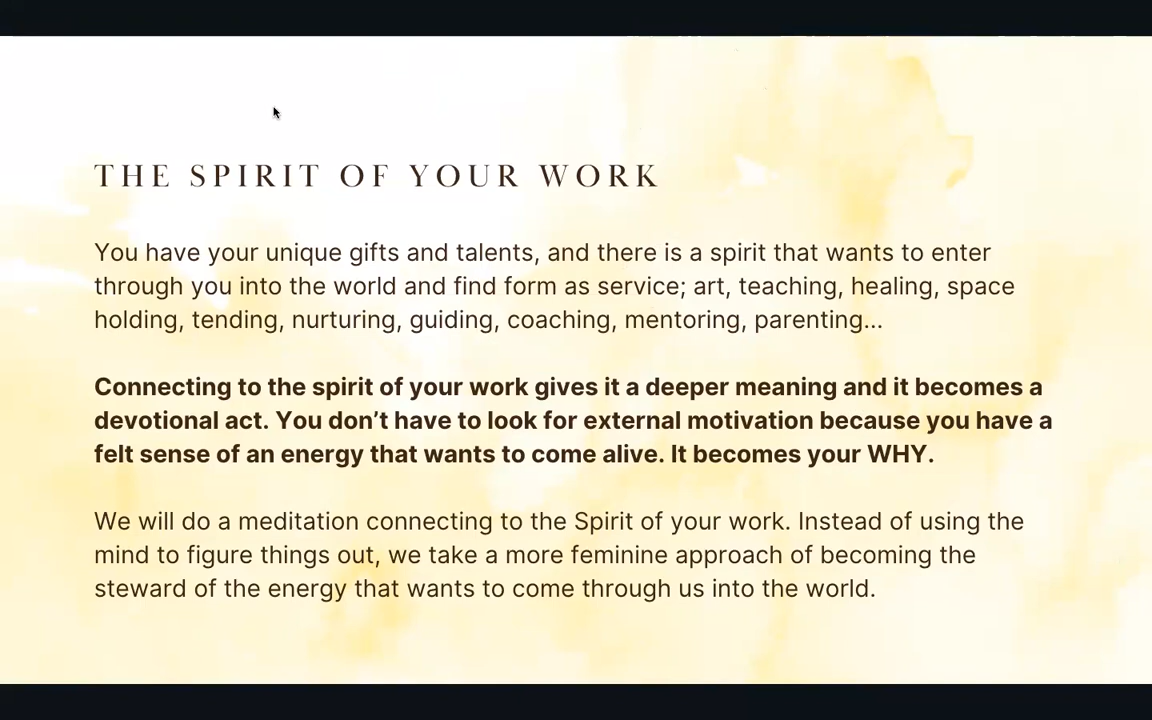 THE SPIRIT OF YOUR WORK
You have your unique gifts and talents, and there is a spirit that wants to enter
through you into the world and find form as service; art, teaching, healing, space
holding, tending, nurturing, guiding, coaching, mentoring, parenting...
Connecting to the spirit of your work gives it a deeper meaning and it becomes a
devotional act. You don’t have to look for external motivation because you have a
felt sense of an energy that wants to come alive. It becomes your WHY.
We will do a meditation connecting to the Spirit of your work. Instead of using the
mind to figure things out, we take a more feminine approach of becoming the
steward of the energy that wants to come through us into the world.